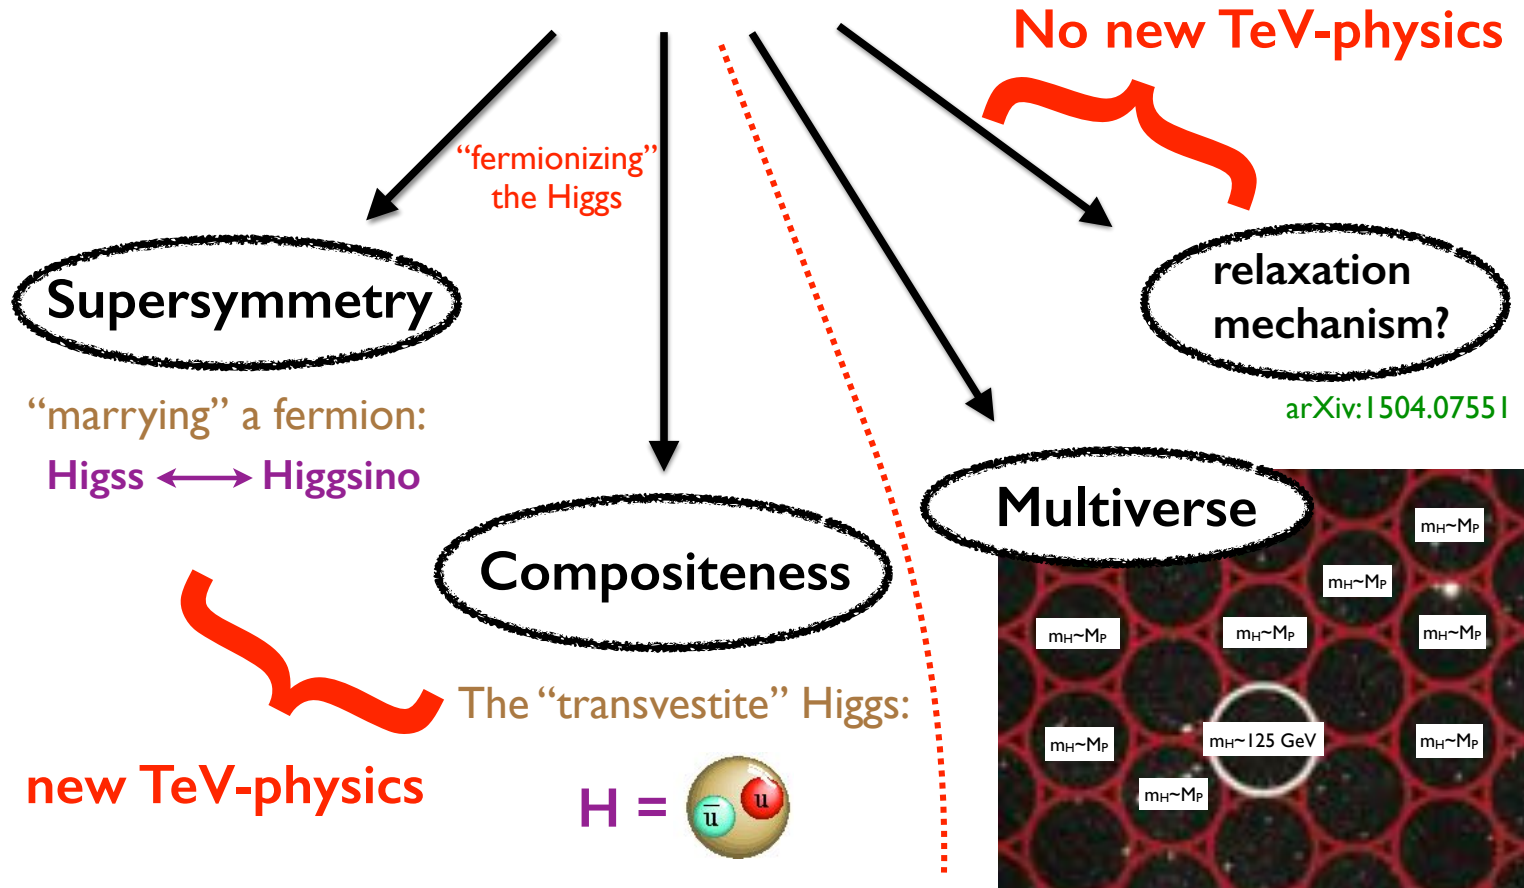 No new TeV-physics
“fermionizing”
the Higgs
Supersymmetry
relaxation
mechanism?
“marrying” a fermion:
arXiv:1504.07551
Higss Higgsino
Multiverse
Compositeness
mH~MP
mH~MP
mH~MP
mH~MP
mH~MP
The “transvestite” Higgs:
mH~MP
mH~125 GeV
mH~MP
new TeV-physics
mH~MP
H =
u̅
u